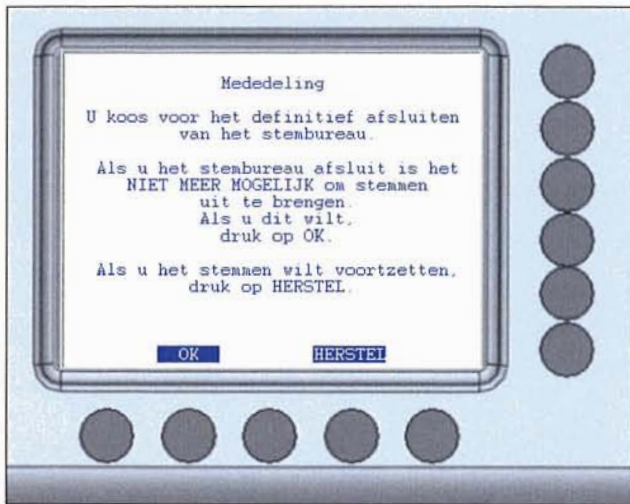 Mededeling
U koos voor het definitief afsluiten
van het stembureau.
Als u het stembureau afsluit is het
NIET MEER MOGELIJK om stemmen
uit te brengen.
Als u dit wilt,
druk op OK.
Als u het stemmen wilt voortzetten,
druk op HERSTEL.
OK HERSTEL